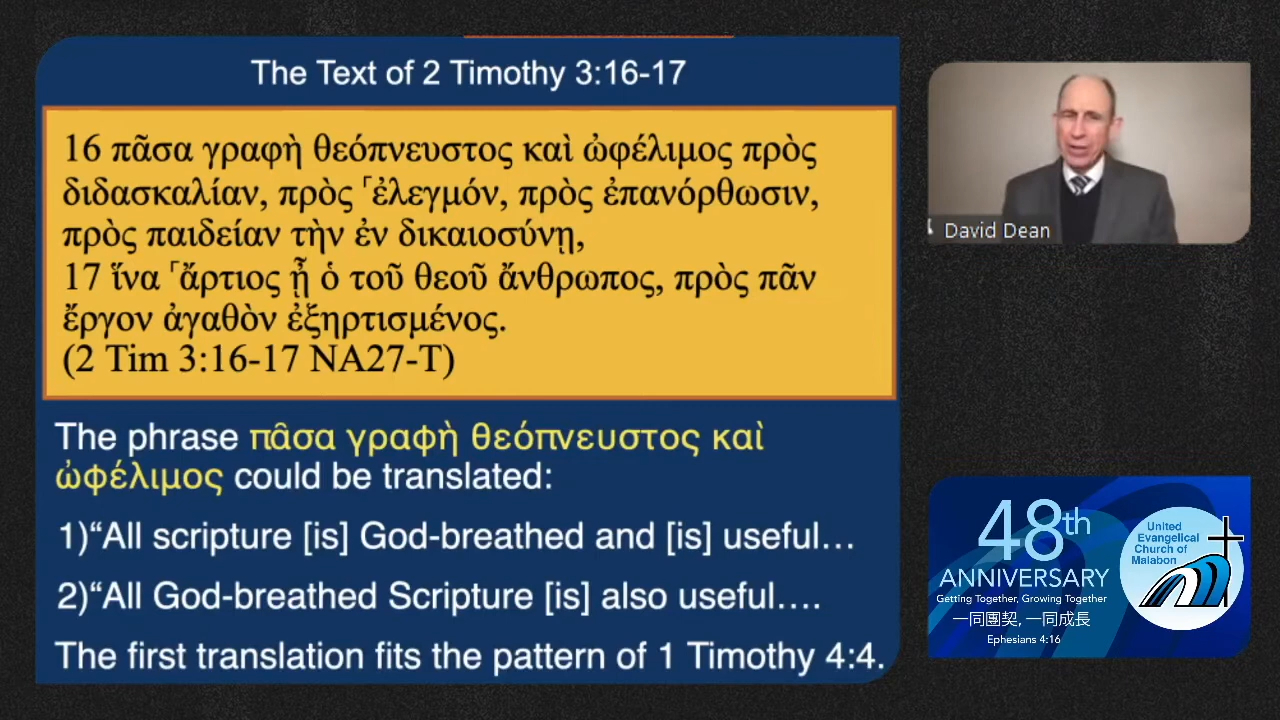 The Text of 2 Timothy 3:16-17
16 πᾶσα γραφὴ θεόπνευστος καὶ ὠφέλιμος πρὸς
διδασκαλίαν, πρὸς ⸀ἐλεγμόν, πρὸς ἐπανόρθωσιν,
πρὸς παιδείαν τὴν ἐν δικαιοσύνῃ,
17 ἵνα ⸀ἄρτιος ᾖ ὁ τοῦ θεοῦ ἄνθρωπος, πρὸς πᾶν
ἔργον ἀγαθὸν ἐξηρτισμένος.
(2 Tim 3:16-17 NA27-T)
The phrase πᾶσα γραφὴ θεόπνευστος καὶ
ὠφέλιμος could be translated:
1)“All scripture [is] God-breathed and [is] useful…
2)“All God-breathed Scripture [is] also useful….
The first translation fits the pattern of 1 Timothy 4:4.
David Dean
48th
ANNIVERSARY
Getting Together, Growing Together
一同團契, 一同成長
Ephesians 4:16
United
Evangelical
Church of
Malabon